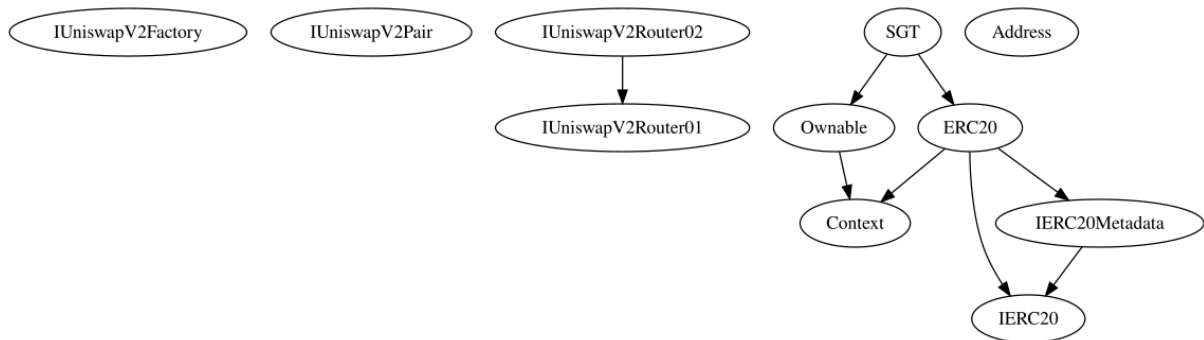 IUniswapV2Factory
IUniswapV2Pair
IUniswapV2Router02
SGT
Address
IUniswapV2Router01
Ownable
ERC20
Context
IERC20Metadata
IERC20